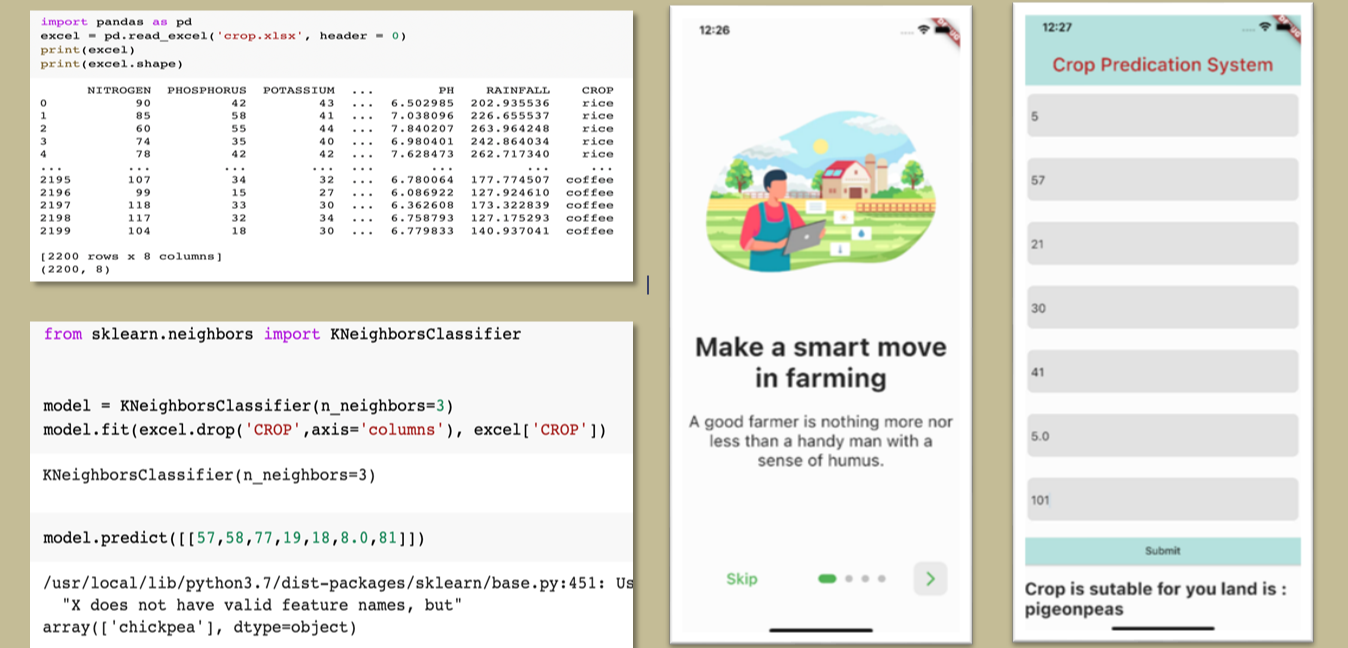 import pandas as pd
excel = pd.read_excel('crop.xlsx', header = 0)
print(excel)
print(excel.shape)
NITROGEN PHOSPHORUS POTASSIUM ... PH RAINFALL CROP
0 90 42 43 ... 6.502985 202.935536 rice
1 85 58 41 ... 7.038096 226.655537 rice
2 60 55 44 ... 7.840207 263.964248 rice
3 74 35 40 ... 6.980401 242.864034 rice
4 78 42 42 ... 7.628473 262.717340 rice
... ... ... ... ... ... ... ...
2195 107 34 32 ... 6.780064 177.774507 coffee
2196 99 15 27 ... 6.086922 127.924610 coffee
2197 118 33 30 ... 6.362608 173.322839 coffee
2198 117 32 34 ... 6.758793 127.175293 coffee
2199 104 18 30 ... 6.779833 140.937041 coffee
[2200 rows x 8 columns]
(2200, 8)
from sklearn.neighbors import KNeighborsClassifier
model = KNeighborsClassifier(n_neighbors=3)
model.fit(excel.drop('CROP',axis='columns'), excel['CROP'])
KNeighborsClassifier(n_neighbors=3)
model.predict([[57,58,77,19,18,8.0,81]])
/usr/local/lib/python3.7/dist-packages/sklearn/base.py:451: Us
"X does not have valid feature names, but"
array(['chickpea'], dtype=object)
12:26
Make a smart move
in farming
A good farmer is nothing more nor
less than a handy man with a
sense of humus.
Skip
12:27
Crop Predication System
5
57
21
30
41
5.0
101
Submit
Crop is sutable for you land is :
pigeonpeas